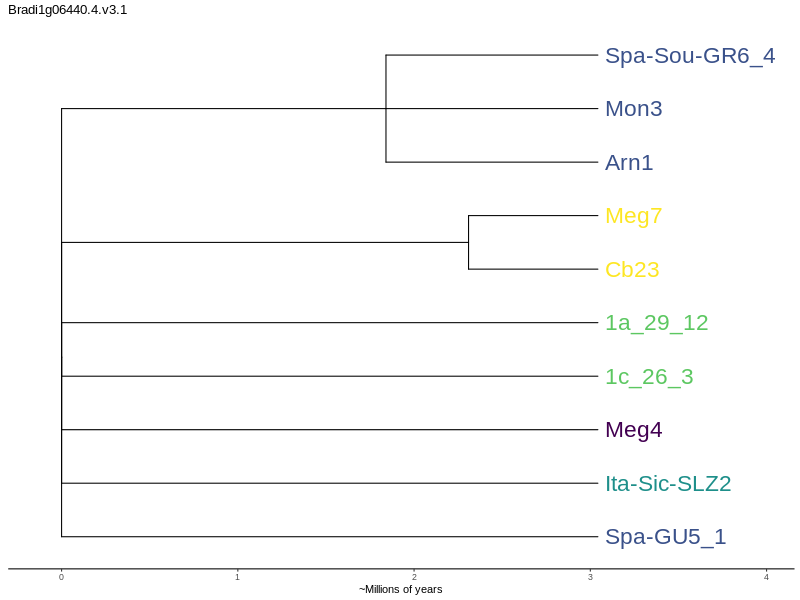 Bradi1g06440.4.v3.1
Spa-Sou-GR6_4
Mon3
Arn1
Meg7
Cb23
1a_29_12
1c_26_3
Meg4
Ita-Sic-SLZ2
Spa-GU5_1
0 1 2 3 4
~Millions of years